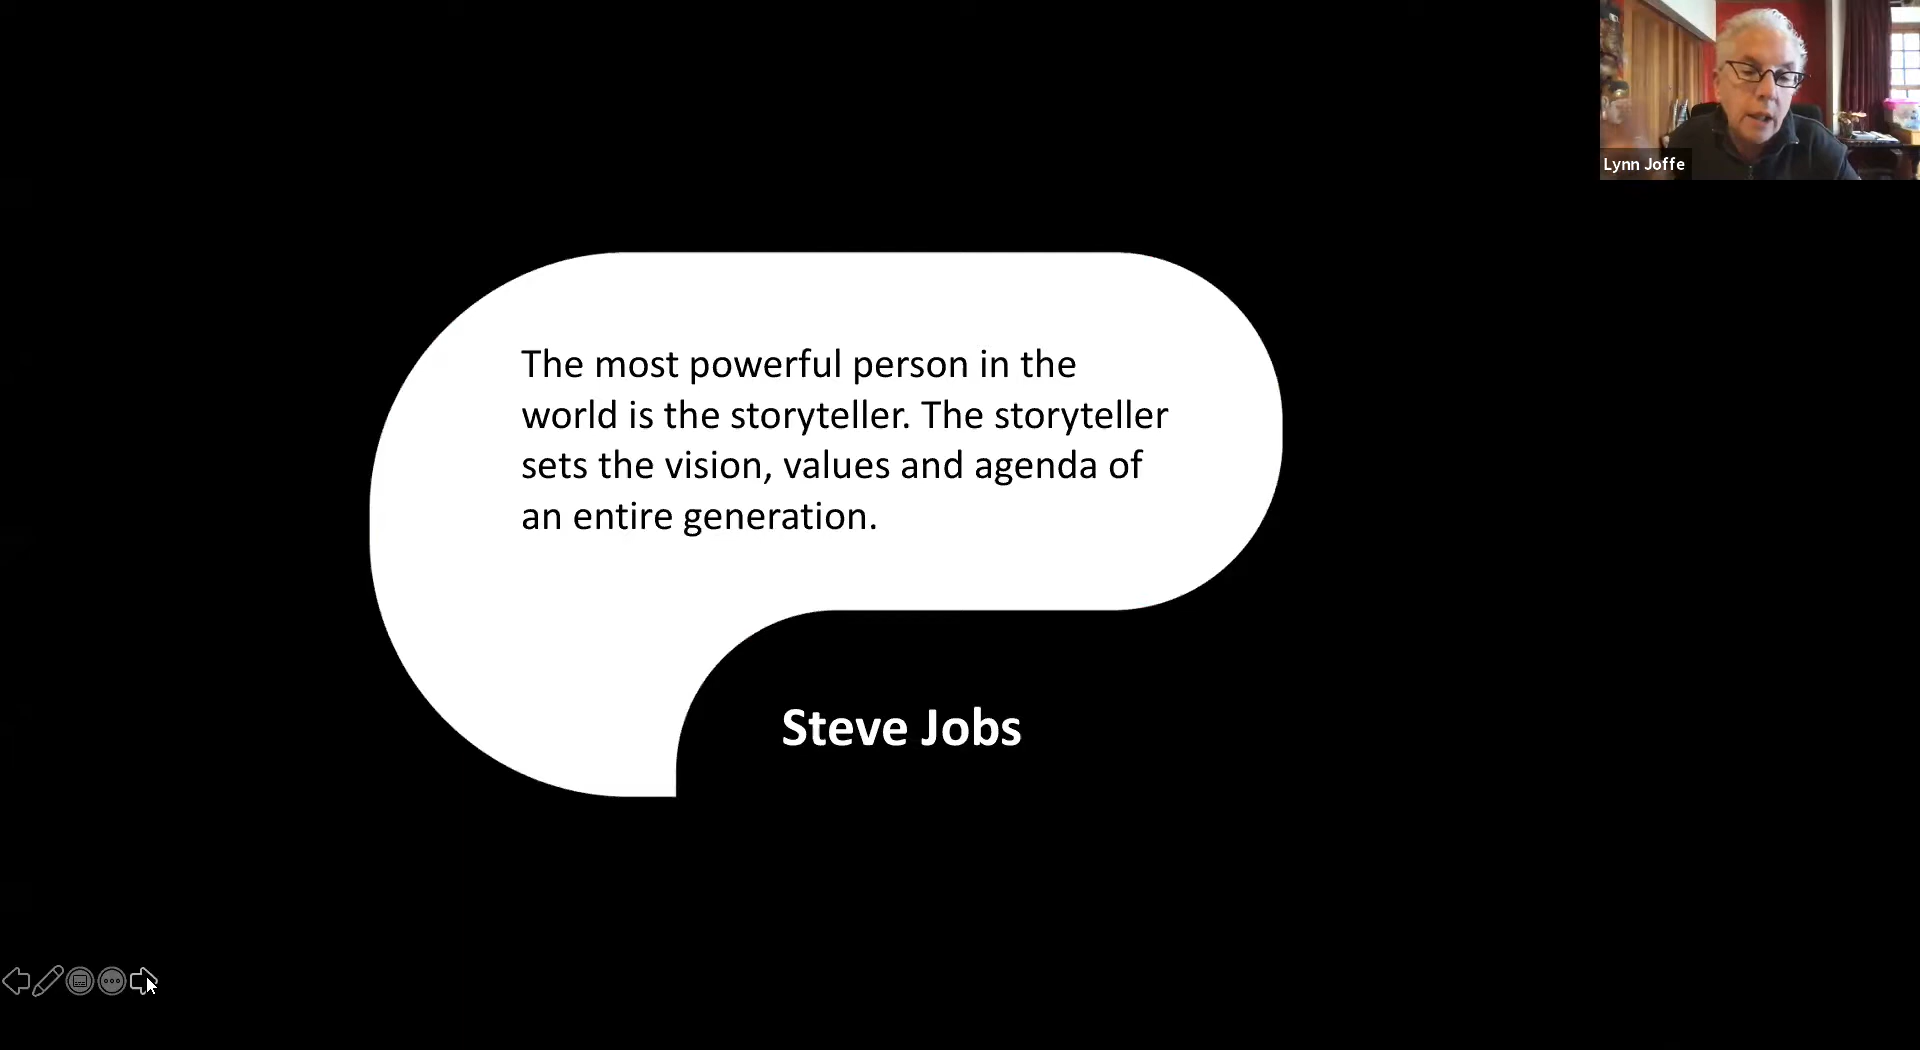 Lynn Joffe
The most powerful person in the
world is the storyteller. The storyteller
sets the vision, values and agenda of
an entire generation.
Steve Jobs